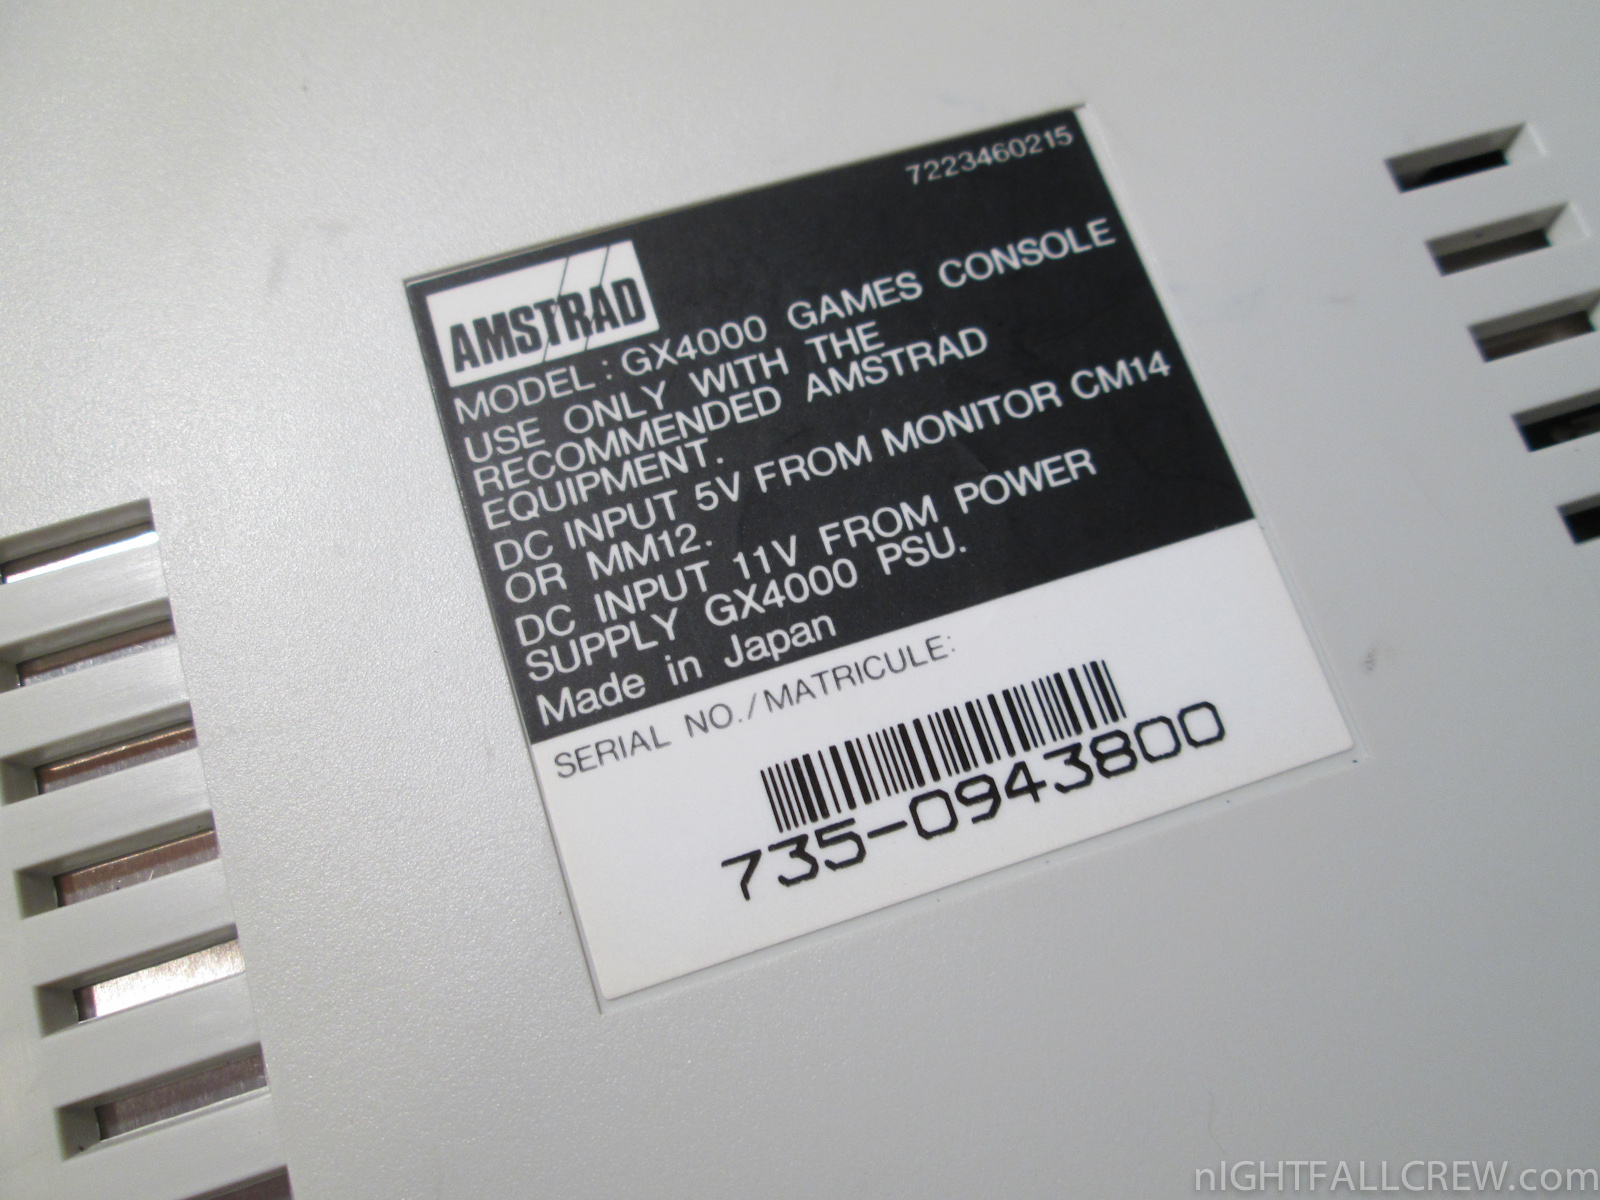 7223460215
AMSTRAD
MODEL : GX4000 GAMES CONSOLE
USE ONLY WITH THE
RECOMMENDED AMSTRAD
EQUIPMENT.
DC INPUT 5V FROM MONITOR CM14
OR MM12.
DC INPUT 11V FROM POWER
SUPPLY GX4000 PSU.
Made in Japan
SERIAL NO./MATRICULE:
735-0943800
nIGHTFALLCREW.com